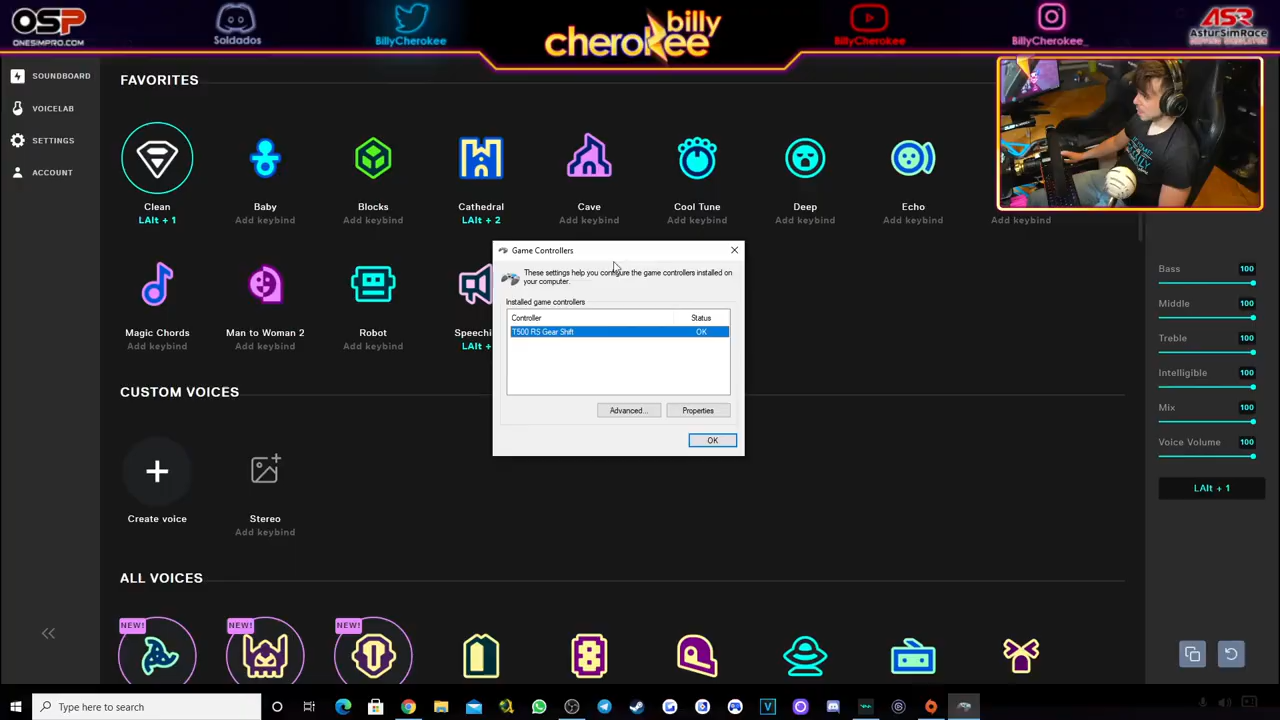 OSP
ONESIMPRO.COM
Soldados
BillyCherokee
billy
cherokee
BillyCherokee
BillyCherokee_
ASR
AsturSimRace
SOUNDBOARD
VOICELAB
SETTINGS
ACCOUNT
FAVORITES
Clean
LAlt + 1
Baby
Add keybind
Blocks
Add keybind
Cathedral
LAlt + 2
Cave
Add keybind
Cool Tune
Add keybind
Deep
Add keybind
Echo
Add keybind
Add keybind
Magic Chords
Add keybind
Man to Woman 2
Add keybind
Robot
Add keybind
Speechi
LAlt +
Game Controllers
These settings help you configure the game controllers installed on
your computer.
Installed game controllers
Controller Status
T500 RS Gear Shift OK
Advanced... Properties
OK
Bass 100
Middle 100
Treble 100
Intelligible 100
Mix 100
Voice Volume 100
LAlt + 1
CUSTOM VOICES
Create voice
Stereo
Add keybind
ALL VOICES
NEW!
NEW!
NEW!
Type here to search